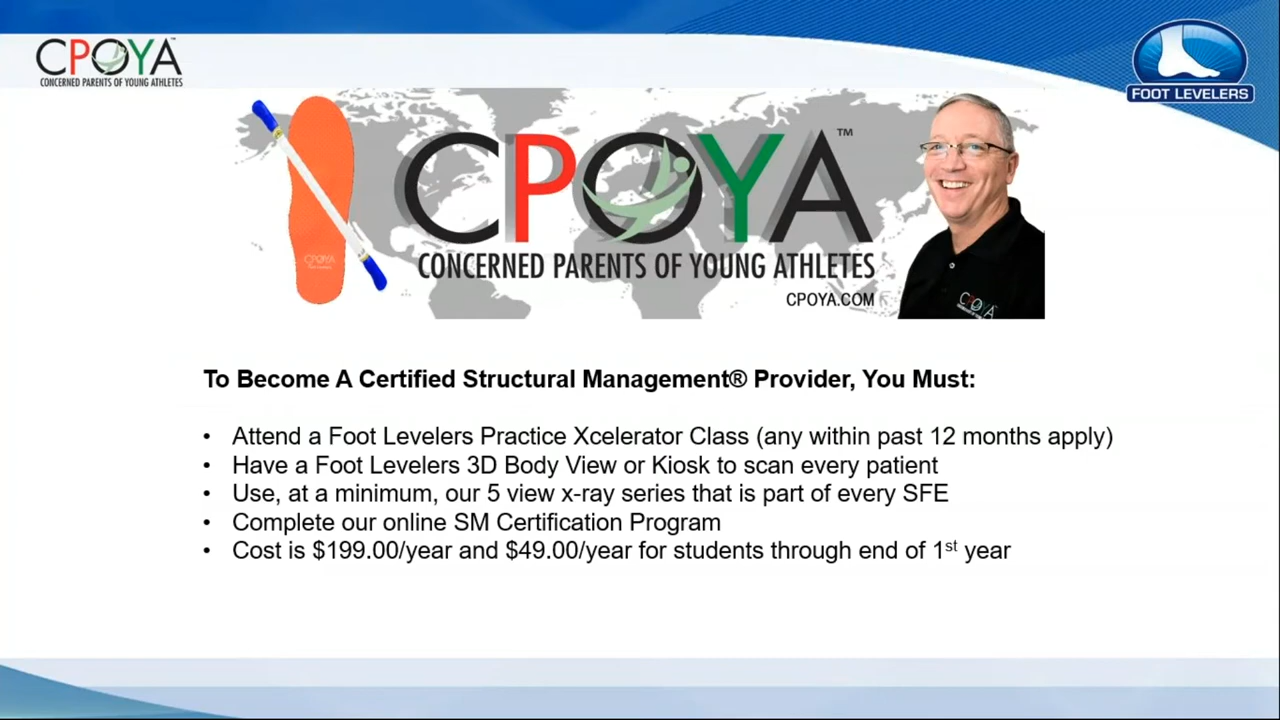 CPOYA™
CONCERNED PARENTS OF YOUNG ATHLETES
FOOT LEVELERS
CPOYA
CPOYA™
CONCERNED PARENTS OF YOUNG ATHLETES
CPOYA.COM
CPOYA
To Become A Certified Structural Management® Provider, You Must:
• Attend a Foot Levelers Practice Xcelerator Class (any within past 12 months apply)
• Have a Foot Levelers 3D Body View or Kiosk to scan every patient
• Use, at a minimum, our 5 view x-ray series that is part of every SFE
• Complete our online SM Certification Program
• Cost is $199.00/year and $49.00/year for students through end of 1st year